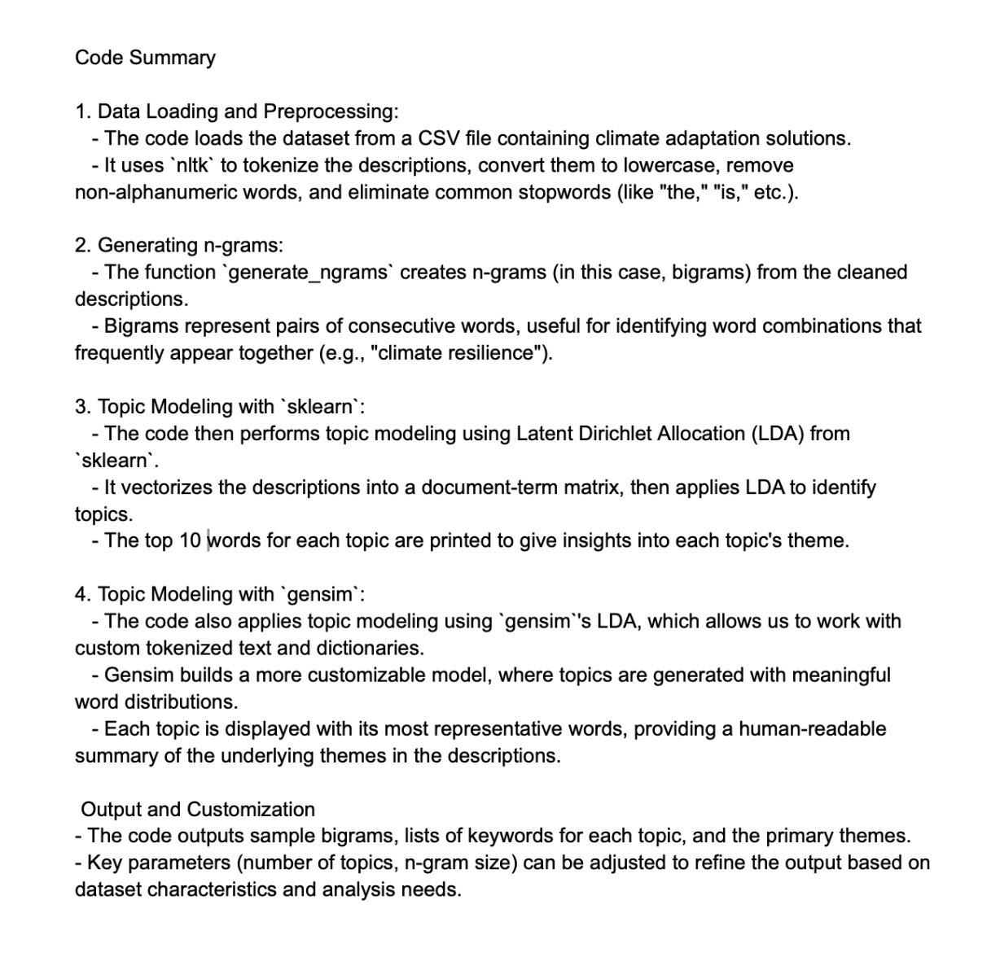 Code Summary
1. Data Loading and Preprocessing:
- The code loads the dataset from a CSV file containing climate adaptation solutions.
- It uses `nltk` to tokenize the descriptions, convert them to lowercase, remove
non-alphanumeric words, and eliminate common stopwords (like "the," "is," etc.).
2. Generating n-grams:
- The function `generate_ngrams` creates n-grams (in this case, bigrams) from the cleaned
descriptions.
- Bigrams represent pairs of consecutive words, useful for identifying word combinations that
frequently appear together (e.g., "climate resilience").
3. Topic Modeling with `sklearn`:
- The code then performs topic modeling using Latent Dirichlet Allocation (LDA) from
`sklearn`.
- It vectorizes the descriptions into a document-term matrix, then applies LDA to identify
topics.
- The top 10 words for each topic are printed to give insights into each topic's theme.
4. Topic Modeling with `gensim`:
- The code also applies topic modeling using `gensim`'s LDA, which allows us to work with
custom tokenized text and dictionaries.
- Gensim builds a more customizable model, where topics are generated with meaningful
word distributions.
- Each topic is displayed with its most representative words, providing a human-readable
summary of the underlying themes in the descriptions.
Output and Customization
- The code outputs sample bigrams, lists of keywords for each topic, and the primary themes.
- Key parameters (number of topics, n-gram size) can be adjusted to refine the output based on
dataset characteristics and analysis needs.